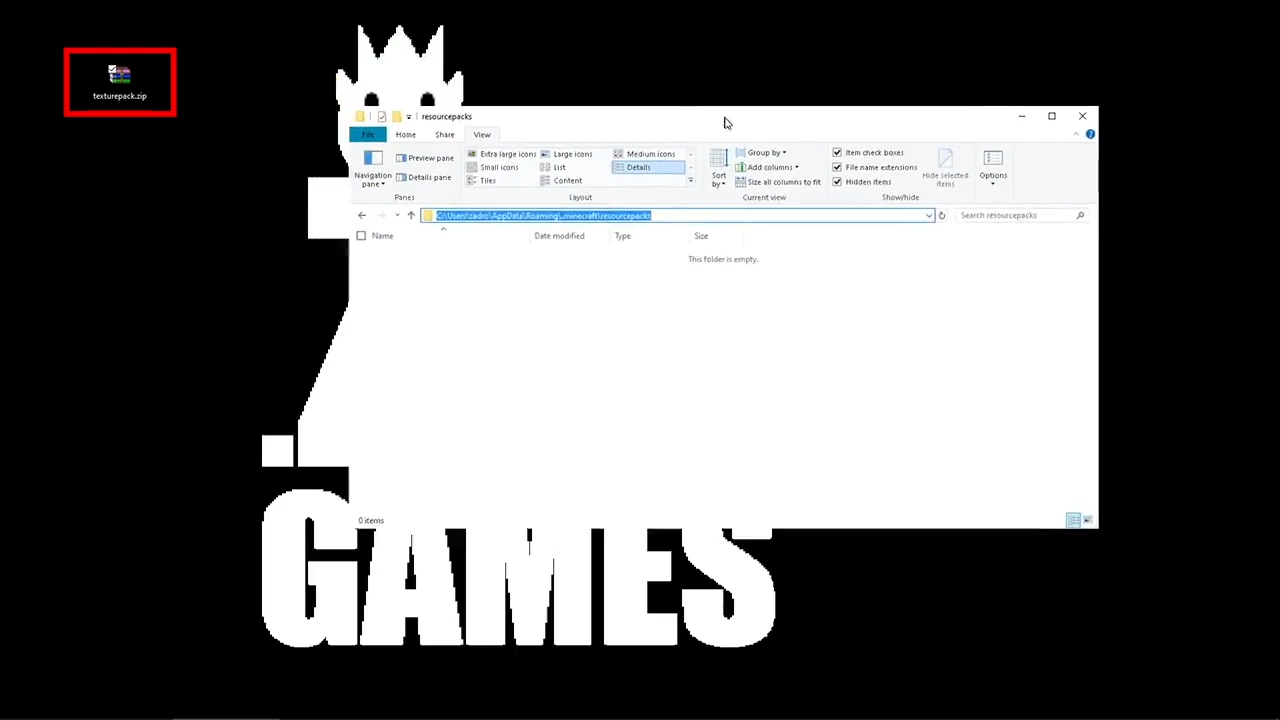 texturepack.zip
resourcepacks
File Home Share View
Navigation pane
Preview pane
Details pane
Panes
Extra large icons Large icons Medium icons
Small icons List Details
Tiles Content
Layout
Sort by
Group by
Add columns
Size all columns to fit
Current view
Item check boxes
File name extensions
Hidden items
Hide selected items
Show/hide
Options
C:\Users\zadro\AppData\Roaming\.minecraft\resourcepacks
Search resourcepacks
Name Date modified Type Size
This folder is empty.
0 items
GAMES